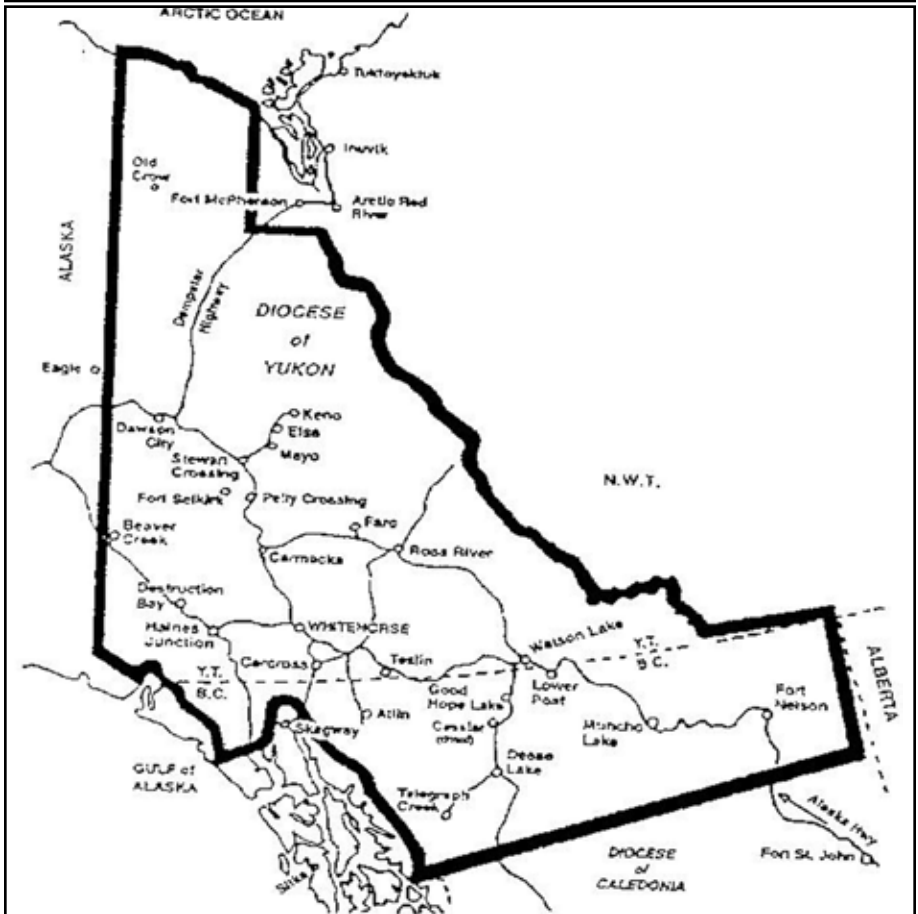 ARCTIC OCEAN
Tuktoyaktuk
Inuvik
Old
Crow
Fort McPherson
Arctic Red
River
ALASKA
Dempster
Highway
DIOCESE
of
YUKON
Eagle
Keno
Elsa
Mayo
Dawson
City
Stewart
Crossing
N.W.T.
Fort Selkirk
Pelly Crossing
Faro
Beaver
Creek
Carmacks
Ross River
Destruction
Bay
Haines
Junction
WHITEHORSE
Watson Lake
Y.T.
B.C.
ALBERTA
Carcross
Teslin
Y.T.
B.C.
Good
Hope Lake
Lower
Post
Fort
Nelson
Skagway
Atlin
Cassiar
(closed)
Muncho
Lake
GULF of
ALASKA
Dease
Lake
Telegraph
Creek
Alaska Hwy
Sitka
DIOCESE
of
CALEDONIA
Fort St. John